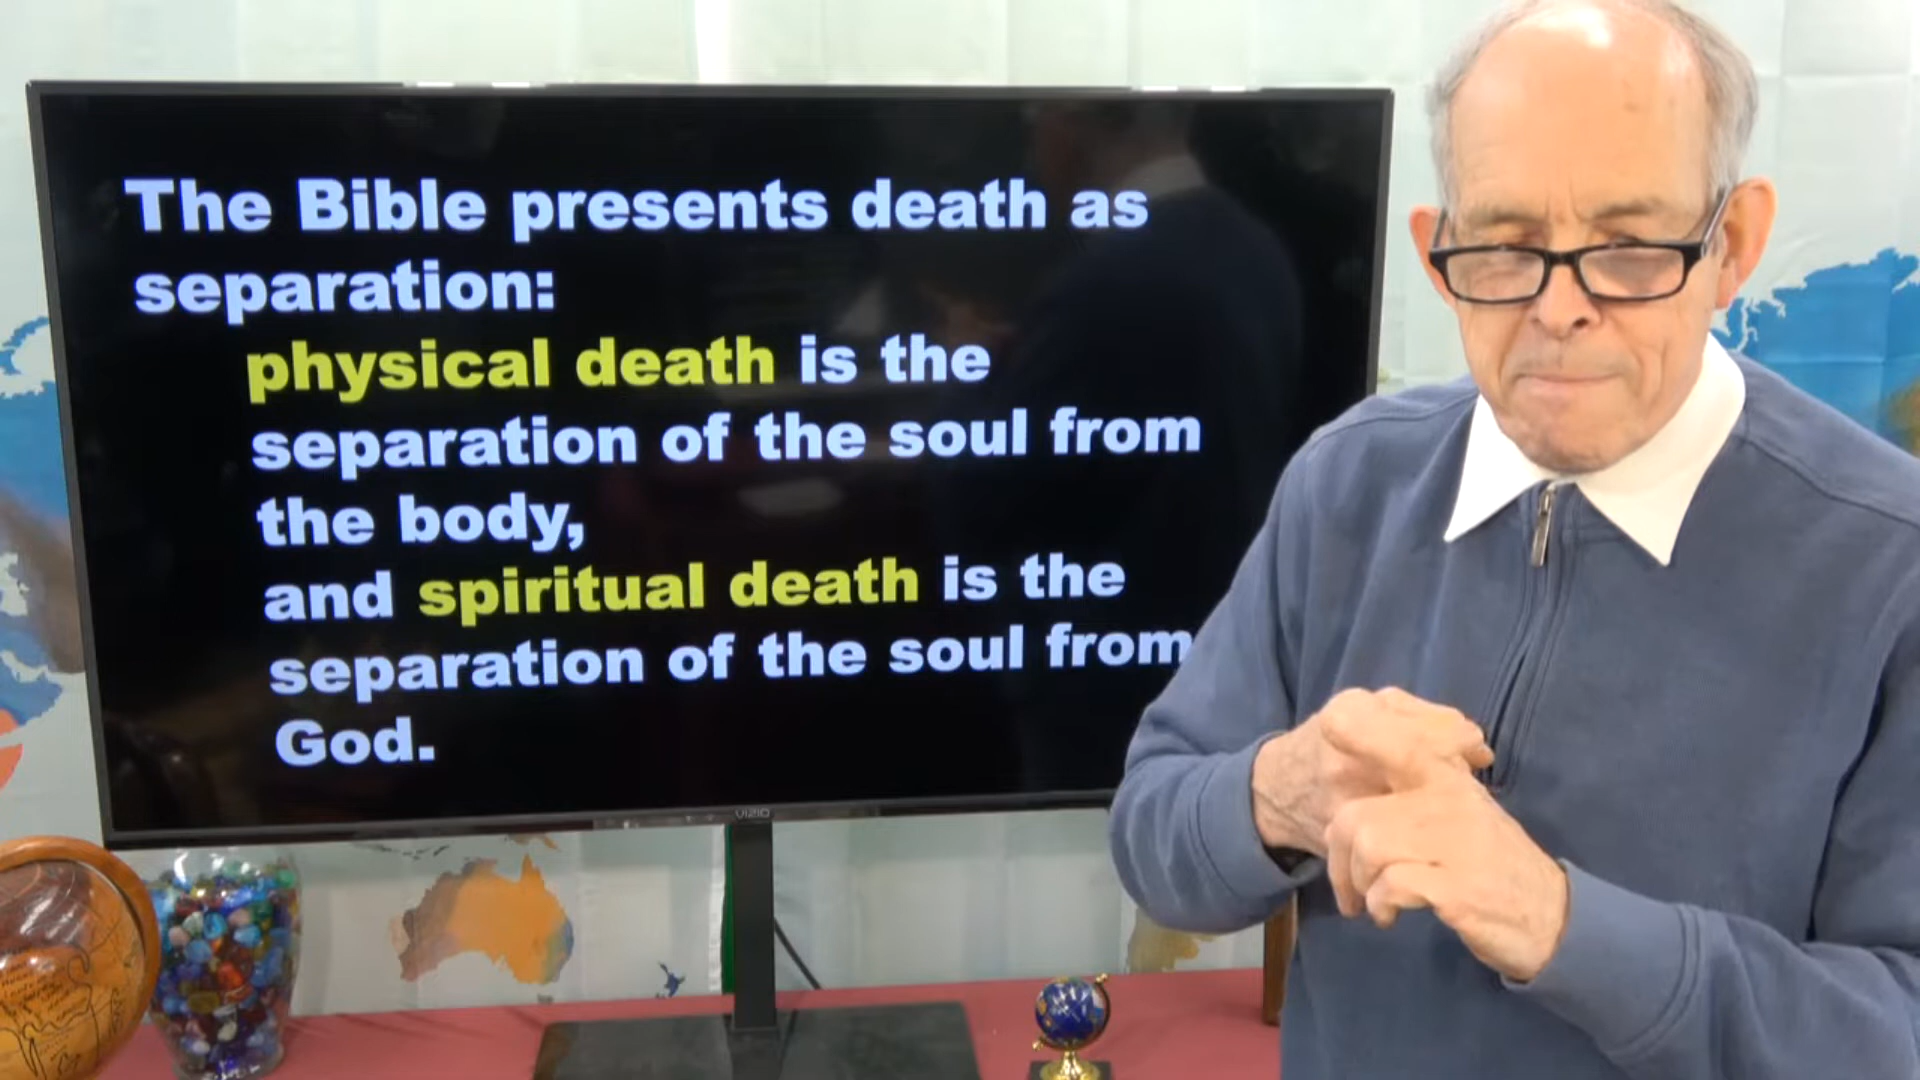 The Bible presents death as
separation:
physical death is the
separation of the soul from
the body,
and spiritual death is the
separation of the soul from
God.
VIZIO